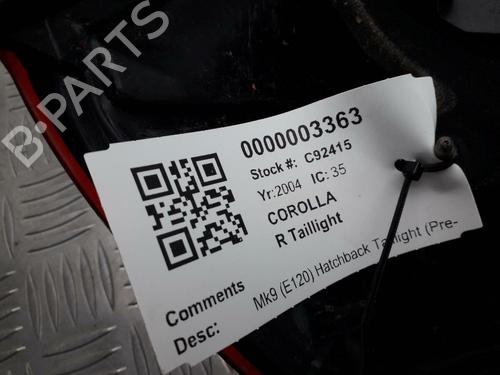 B-PARTS
0000003363
Stock #: C92415
Yr:2004 IC: 35
COROLLA
R Taillight
Comments
Desc: Mk9 (E120) Hatchback Taillight (Pre-